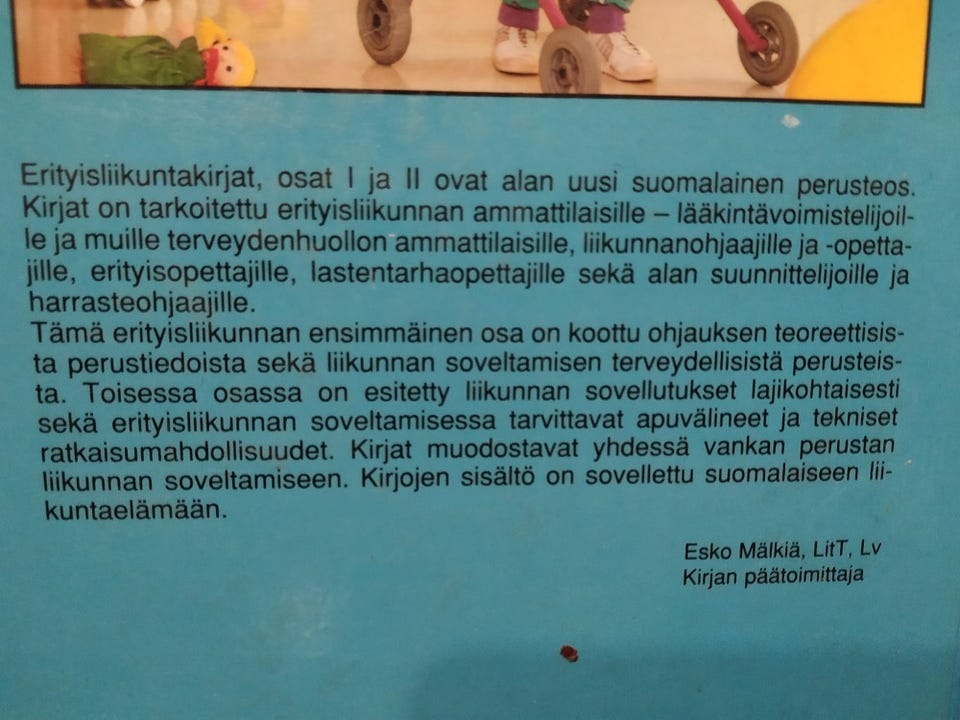 Erityisliikuntakirjat, osat I ja II ovat alan uusi suomalainen perusteos.
Kirjat on tarkoitettu erityisliikunnan ammattilaisille – lääkintävoimistelijoil-
le ja muille terveydenhuollon ammattilaisille, liikunnanohjaajille ja -opetta-
jille, erityisopettajille, lastentarhaopettajille sekä alan suunnittelijoille ja
harrasteohjaajille.
Tämä erityisliikunnan ensimmäinen osa on koottu ohjauksen teoreettisis-
ta perustiedoista sekä liikunnan soveltamisen terveydellisistä perusteis-
ta. Toisessa osassa on esitetty liikunnan sovellutukset lajikohtaisesti
sekä erityisliikunnan soveltamisessa tarvittavat apuvälineet ja tekniset
ratkaisumahdollisuudet. Kirjat muodostavat yhdessä vankan perustan
liikunnan soveltamiseen. Kirjojen sisältö on sovellettu suomalaiseen lii-
kuntaelämään.
Esko Mälkiä, LitT, Lv
Kirjan päätoimittaja